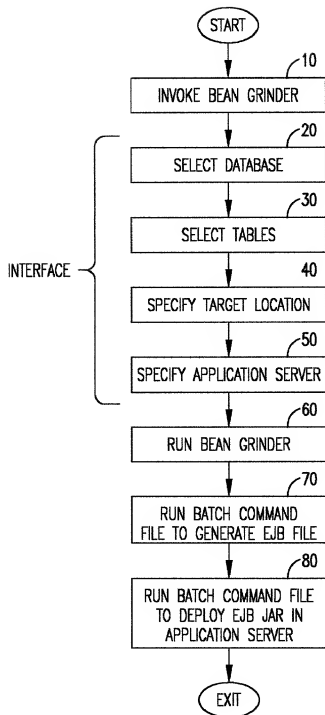 START
10
INVOKE BEAN GRINDER
20
SELECT DATABASE
30
SELECT TABLES
INTERFACE
40
SPECIFY TARGET LOCATION
50
SPECIFY APPLICATION SERVER
60
RUN BEAN GRINDER
70
RUN BATCH COMMAND
FILE TO GENERATE EJB FILE
80
RUN BATCH COMMAND FILE
TO DEPLOY EJB JAR IN
APPLICATION SERVER
EXIT